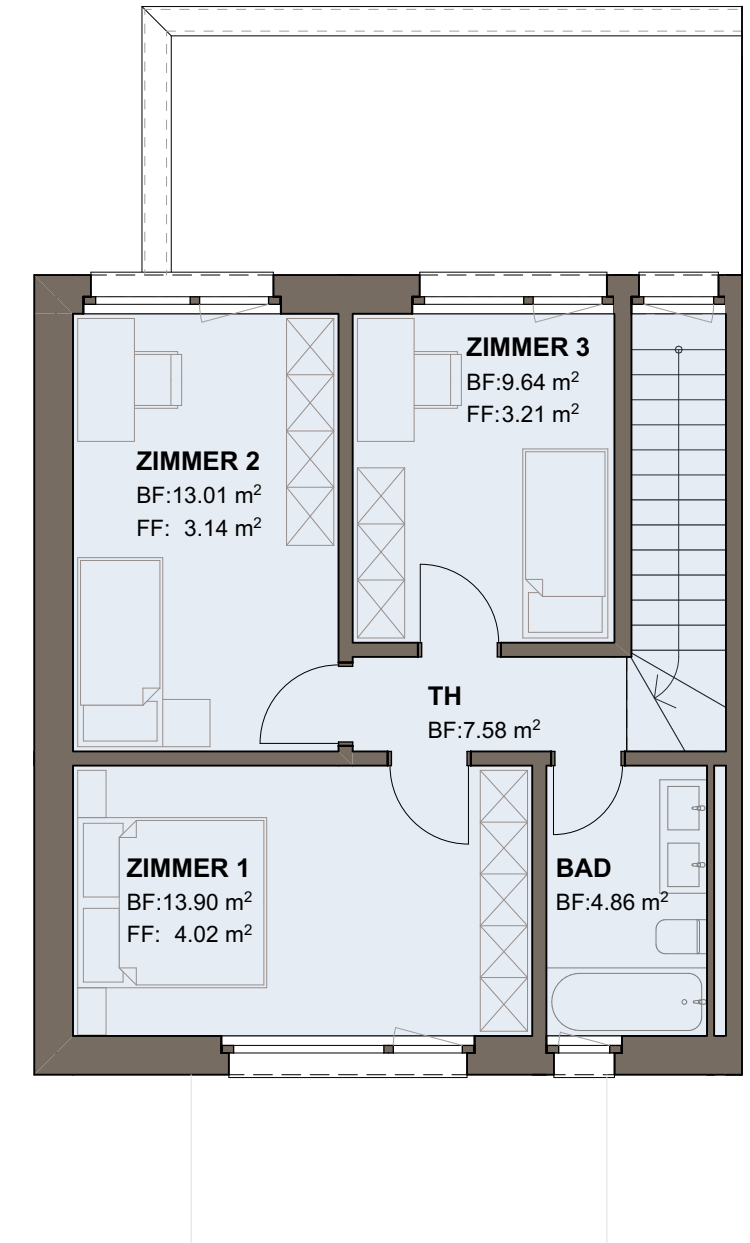 ZIMMER 3
BF:9.64 m²
FF:3.21 m²
ZIMMER 2
BF:13.01 m²
FF: 3.14 m²
TH
BF:7.58 m²
ZIMMER 1
BF:13.90 m²
FF: 4.02 m²
BAD
BF:4.86 m²